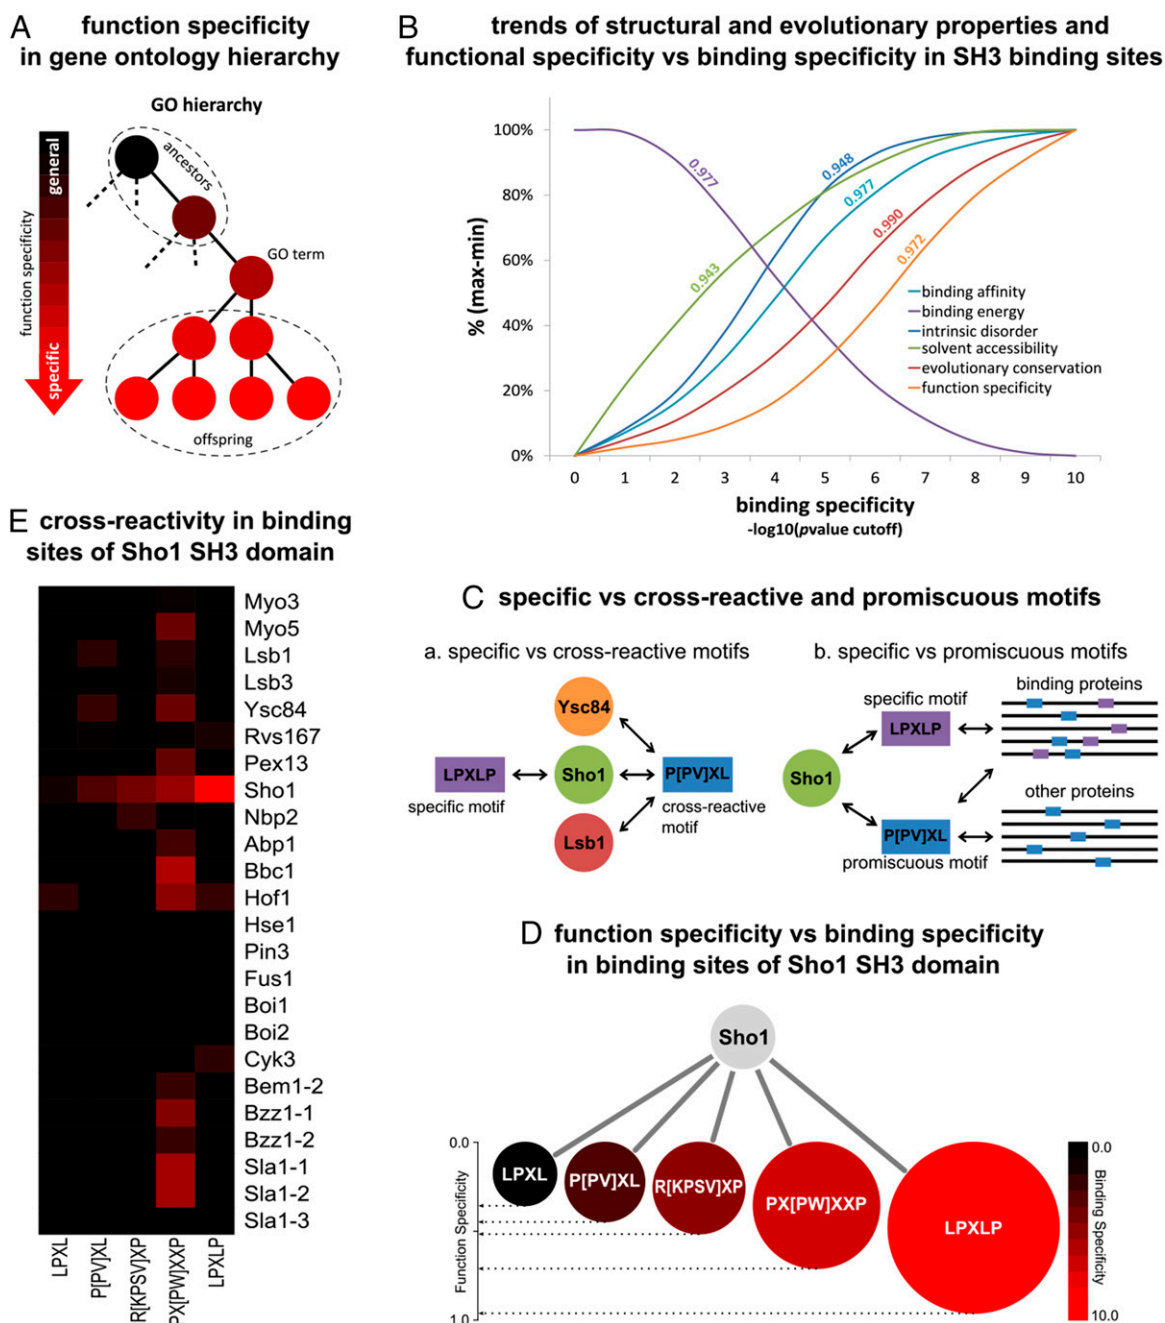 A function specificity
in gene ontology hierarchy
GO hierarchy
general
function specificity
specific
ancestors
GO term
offspring
B trends of structural and evolutionary properties and
functional specificity vs binding specificity in SH3 binding sites
100%
80%
60%
40%
20%
0%
% (max-min)
0.977
0.948
0.977
0.990
0.972
0.943
binding affinity
binding energy
intrinsic disorder
solvent accessibility
evolutionary conservation
function specificity
0 1 2 3 4 5 6 7 8 9 10
binding specificity
-log10(pvalue cutoff)
E cross-reactivity in binding
sites of Sho1 SH3 domain
Myo3
Myo5
Lsb1
Lsb3
Ysc84
Rvs167
Pex13
Sho1
Nbp2
Abp1
Bbc1
Hof1
Hse1
Pin3
Fus1
Boi1
Boi2
Cyk3
Bem1-2
Bzz1-1
Bzz1-2
Sla1-1
Sla1-2
Sla1-3
LPXL
P[PV]XL
R[KPSV]XP
PX[PW]XXP
LPXLP
C specific vs cross-reactive and promiscuous motifs
a. specific vs cross-reactive motifs
Ysc84
LPXLP
Sho1
P[PV]XL
specific motif
cross-reactive
motif
Lsb1
b. specific vs promiscuous motifs
specific motif
binding proteins
LPXLP
Sho1
other proteins
P[PV]XL
promiscuous motif
D function specificity vs binding specificity
in binding sites of Sho1 SH3 domain
Sho1
0.0
Function Specificity
1.0
LPXL
P[PV]XL
R[KPSV]XP
PX[PW]XXP
LPXLP
0.0
Binding Specificity
10.0